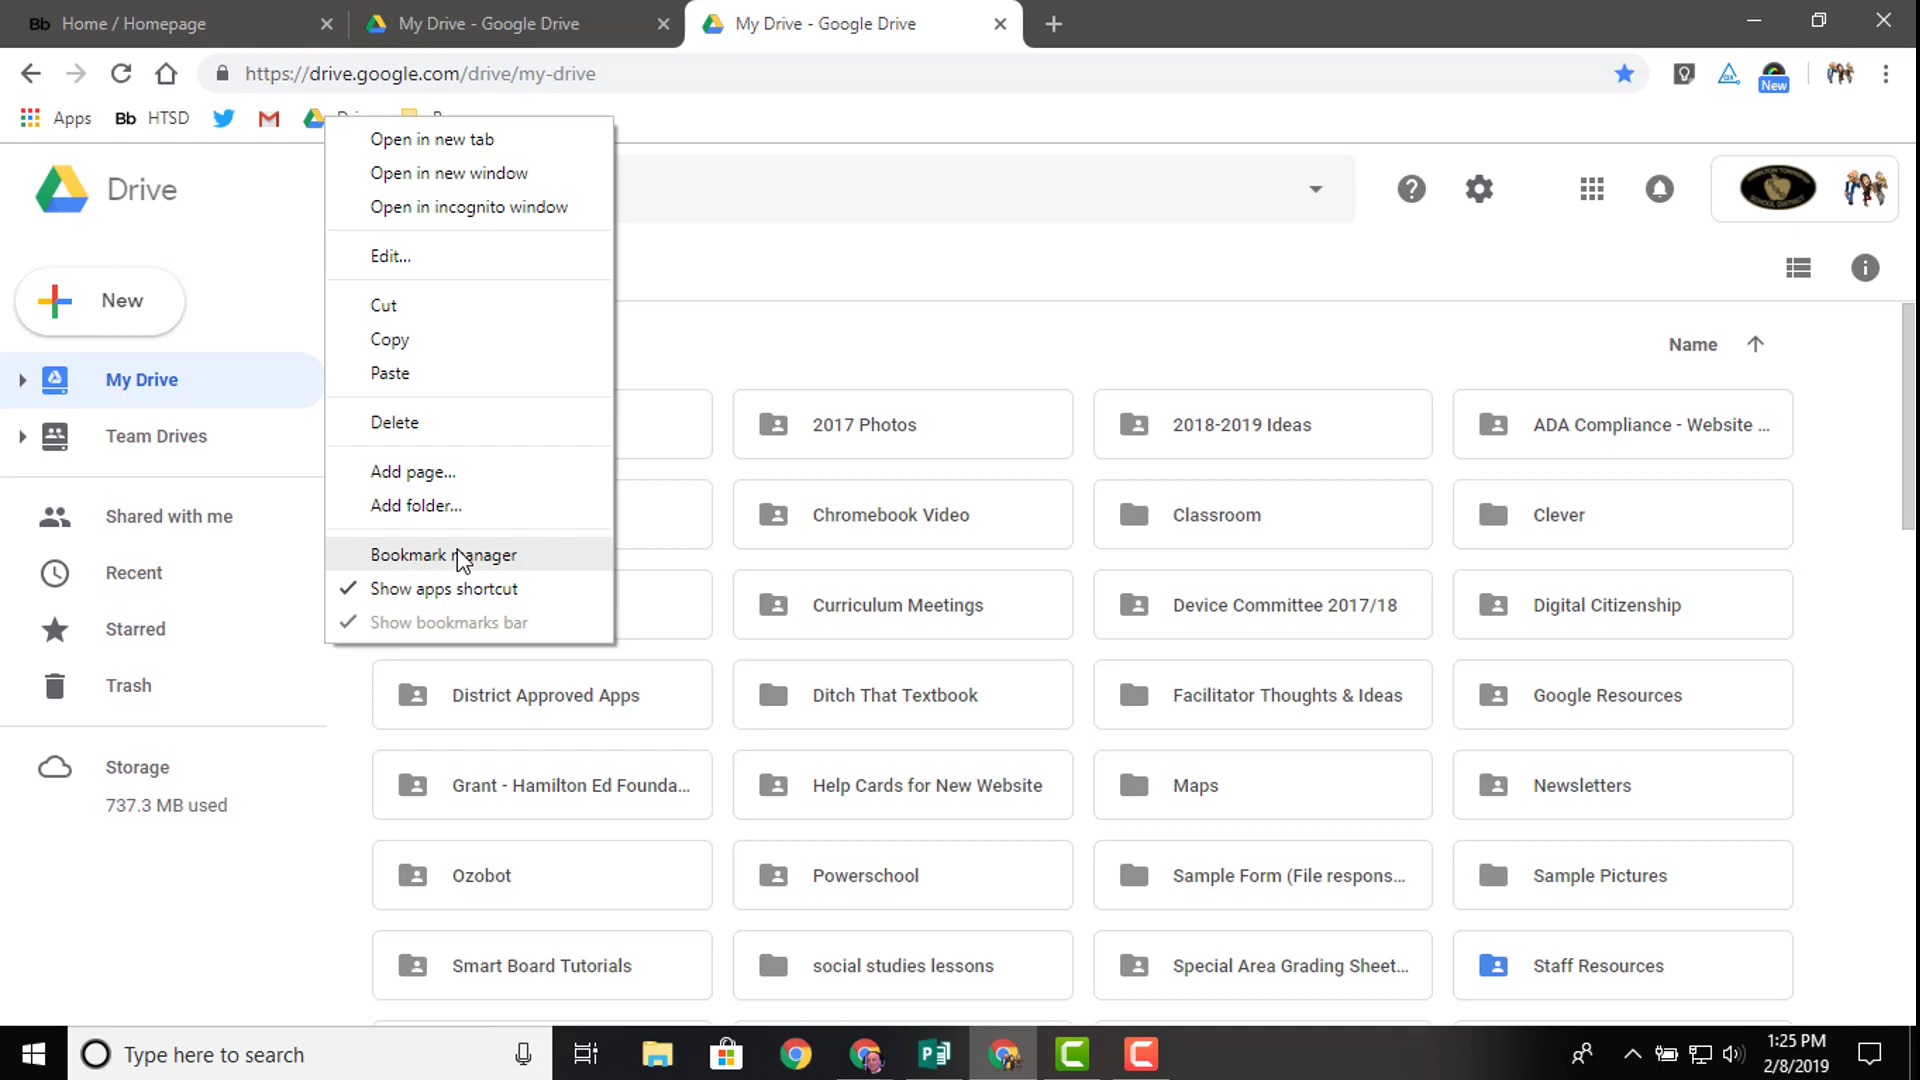 Bb Home / Homepage
My Drive - Google Drive
My Drive - Google Drive
https://drive.google.com/drive/my-drive
New
Apps
Bb HTSD
Open in new tab
Open in new window
Open in incognito window
Edit...
Cut
Copy
Paste
Delete
Add page...
Add folder...
Bookmark manager
Show apps shortcut
Show bookmarks bar
Drive
New
My Drive
Team Drives
Shared with me
Recent
Starred
Trash
Storage
737.3 MB used
Name
2017 Photos
2018-2019 Ideas
ADA Compliance - Website ...
Chromebook Video
Classroom
Clever
Curriculum Meetings
Device Committee 2017/18
Digital Citizenship
District Approved Apps
Ditch That Textbook
Facilitator Thoughts & Ideas
Google Resources
Grant - Hamilton Ed Founda...
Help Cards for New Website
Maps
Newsletters
Ozobot
Powerschool
Sample Form (File respons...
Sample Pictures
Smart Board Tutorials
social studies lessons
Special Area Grading Sheet...
Staff Resources
Type here to search
1:25 PM
2/8/2019